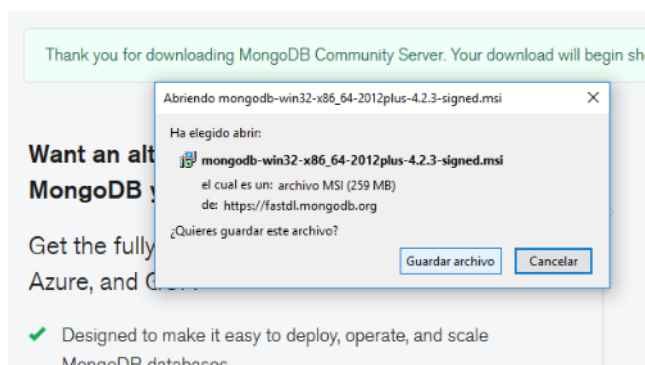 Thank you for downloading MongoDB Community Server. Your download will begin
Abriendo mongodb-win32-x86_64-2012plus-4.2.3-signed.msi
Ha elegido abrir:
mongodb-win32-x86_64-2012plus-4.2.3-signed.msi
el cual es un: archivo MSI (259 MB)
de: https://fastdl.mongodb.org
¿Quieres guardar este archivo?
Guardar archivo Cancelar
Want an
MongoDB
Get the fully
Azure, and
Designed to make it easy to deploy, operate, and scale
MongoDB databases